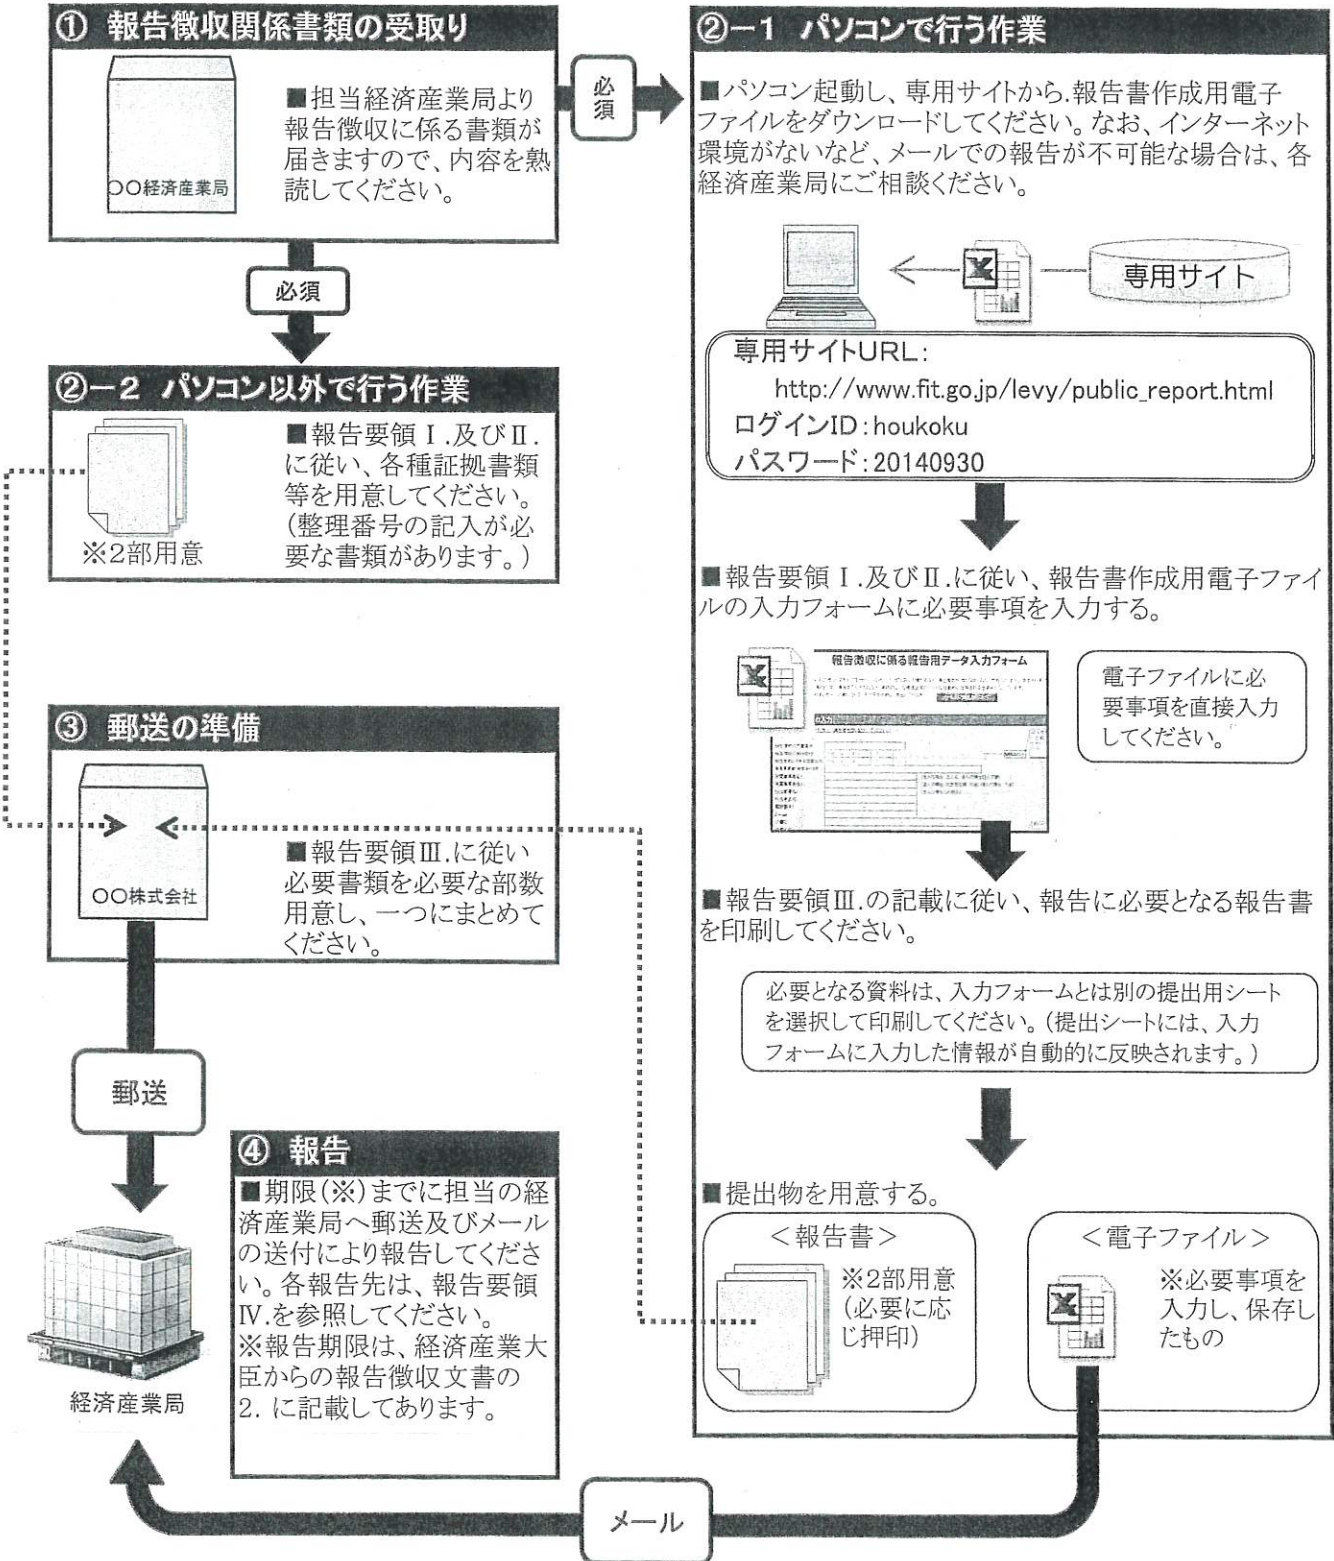 ① 報告徴収関係書類の受取り
■担当経済産業局より
報告徴収に係る書類が
届きますので、内容を熟
読してください。
〇〇経済産業局
必須
必須
②－2 パソコン以外で行う作業
■報告要領Ⅰ.及びⅡ.
に従い、各種証拠書類
等を用意してください。
(整理番号の記入が必
要な書類があります。)
※2部用意
③ 郵送の準備
〇〇株式会社
■報告要領Ⅲ.に従い
必要書類を必要な部数
用意し、一つにまとめて
ください。
郵送
④ 報告
■期限(※)までに担当の経
済産業局へ郵送及びメール
の送付により報告してくださ
い。各報告先は、報告要領
Ⅳ.を参照してください。
※報告期限は、経済産業大
臣からの報告徴収文書の
2. に記載してあります。
経済産業局
②－1 パソコンで行う作業
■パソコン起動し、専用サイトから.報告書作成用電子
ファイルをダウンロードしてください。なお、インターネット
環境がないなど、メールでの報告が不可能な場合は、各
経済産業局にご相談ください。
専用サイト
専用サイトURL:
http://www.fit.go.jp/levy/public_report.html
ログインID:houkoku
パスワード:20140930
■報告要領Ⅰ.及びⅡ.に従い、報告書作成用電子ファイ
ルの入力フォームに必要事項を入力する。
報告徴収に係る報告用データ入力フォーム
電子ファイルに必
要事項を直接入力
してください。
■報告要領Ⅲ.の記載に従い、報告に必要となる報告書
を印刷してください。
必要となる資料は、入力フォームとは別の提出用シート
を選択して印刷してください。(提出シートには、入力
フォームに入力した情報が自動的に反映されます。)
■提出物を用意する。
＜報告書＞
※2部用意
(必要に応
じ押印)
＜電子ファイル＞
※必要事項を
入力し、保存し
たもの
メール